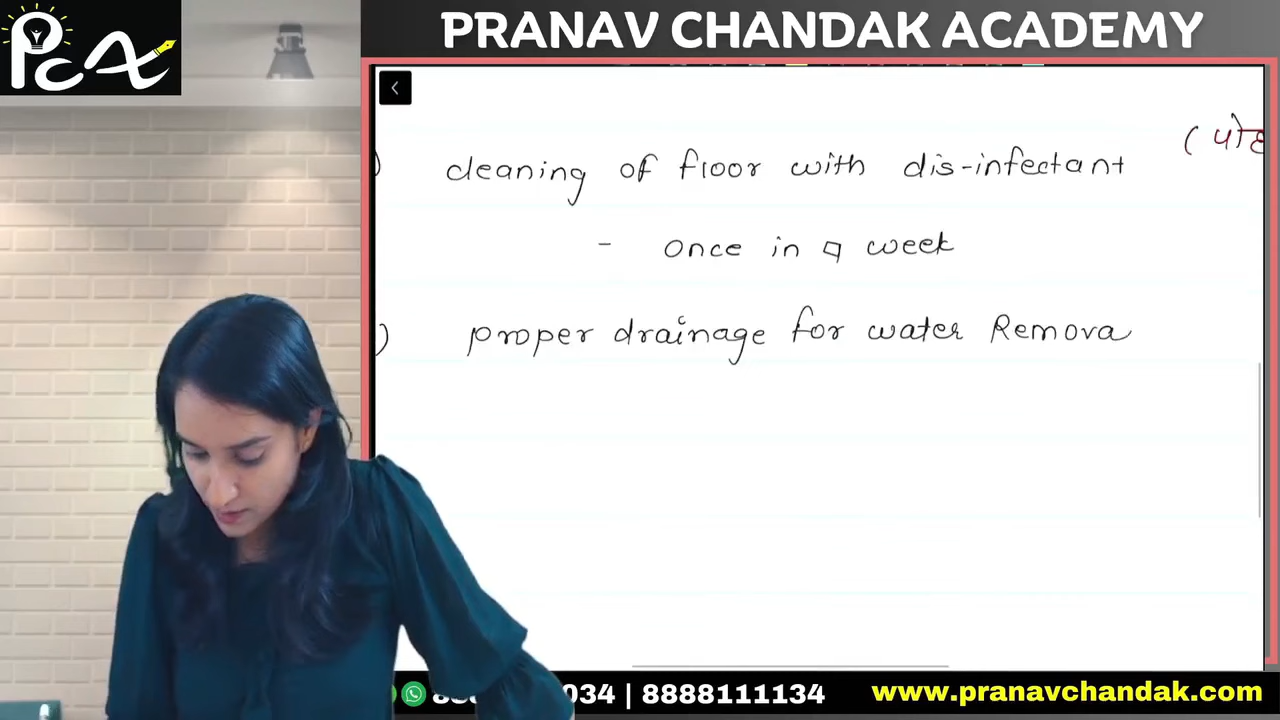 PCA
PRANAV CHANDAK ACADEMY
) cleaning of floor with dis-infectant
- once in a week
) proper drainage for water Remova
034 | 8888111134
www.pranavchandak.com